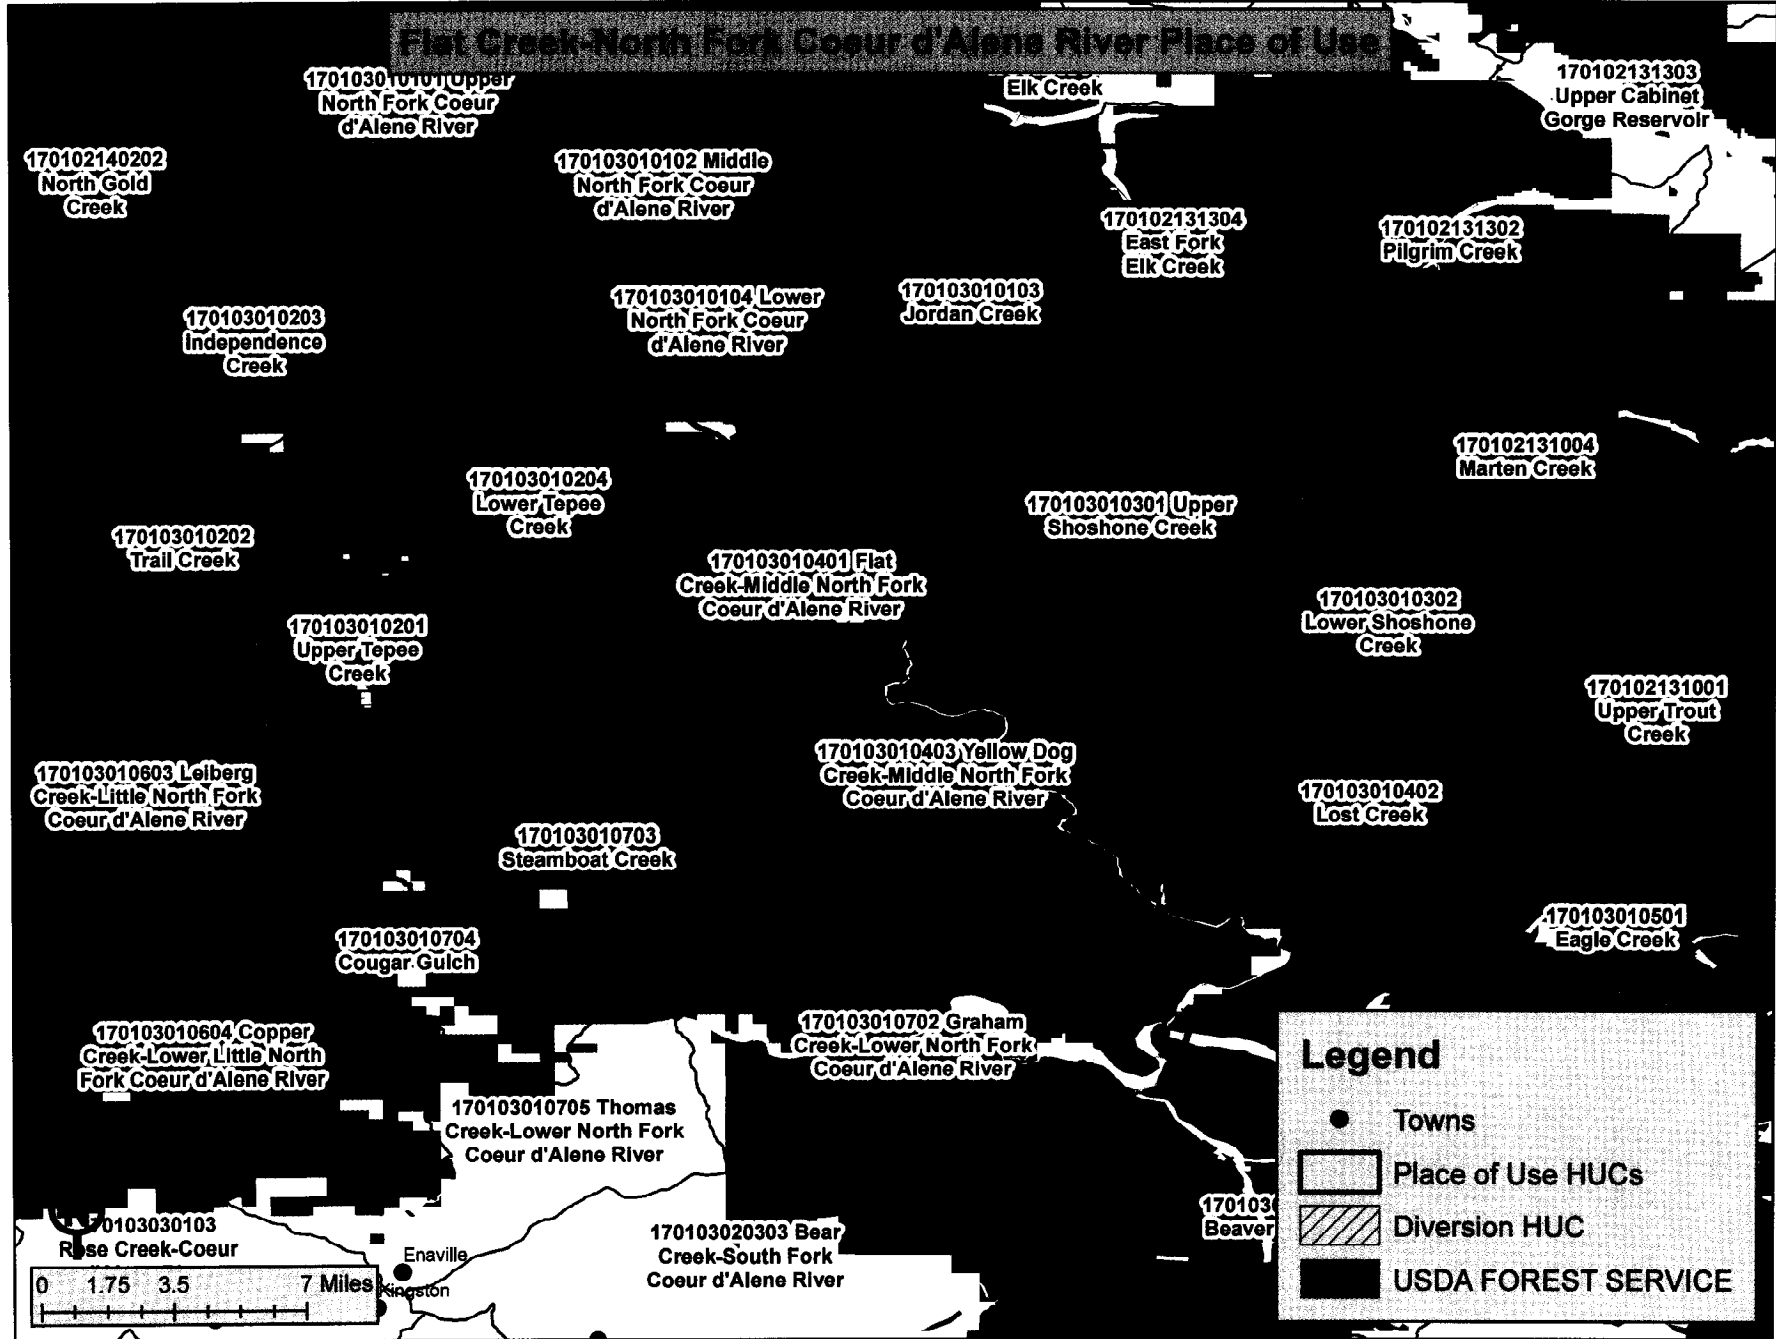 Flat Creek-North Fork Coeur d'Alene River Place of Use
170103010101 Upper
North Fork Coeur
d'Alene River
Elk Creek
170102131303
Upper Cabinet
Gorge Reservoir
170102140202
North Gold
Creek
170103010102 Middle
North Fork Coeur
d'Alene River
170102131304
East Fork
Elk Creek
170102131302
Pilgrim Creek
170103010203
Independence
Creek
170103010104 Lower
North Fork Coeur
d'Alene River
170103010103
Jordan Creek
170102131004
Marten Creek
170103010204
Lower Tepee
Creek
170103010301 Upper
Shoshone Creek
170103010202
Trail Creek
170103010401 Flat
Creek-Middle North Fork
Coeur d'Alene River
170103010302
Lower Shoshone
Creek
170103010201
Upper Tepee
Creek
170102131001
Upper Trout
Creek
170103010403 Yellow Dog
Creek-Middle North Fork
Coeur d'Alene River
170103010603 Leiberg
Creek-Little North Fork
Coeur d'Alene River
170103010402
Lost Creek
170103010703
Steamboat Creek
170103010501
Eagle Creek
170103010704
Cougar Gulch
170103010604 Copper
Creek-Lower Little North
Fork Coeur d'Alene River
170103010702 Graham
Creek-Lower North Fork
Coeur d'Alene River
170103010705 Thomas
Creek-Lower North Fork
Coeur d'Alene River
Beaver
70103030103
Rose Creek-Coeur
170103020303 Bear
Creek-South Fork
Coeur d'Alene River
Enaville
Kingston
0 1.75 3.5 7 Miles
Legend
Towns
Place of Use HUCs
Diversion HUC
USDA FOREST SERVICE